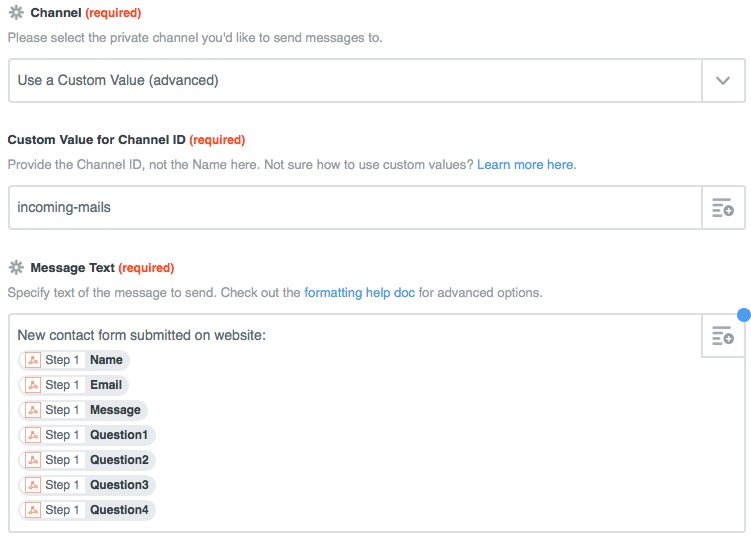 Channel (required)
Please select the private channel you'd like to send messages to.
Use a Custom Value (advanced)
Custom Value for Channel ID (required)
Provide the Channel ID, not the Name here. Not sure how to use custom values? Learn more here.
incoming-mails
Message Text (required)
Specify text of the message to send. Check out the formatting help doc for advanced options.
New contact form submitted on website:
Step 1 Name
Step 1 Email
Step 1 Message
Step 1 Question1
Step 1 Question2
Step 1 Question3
Step 1 Question4